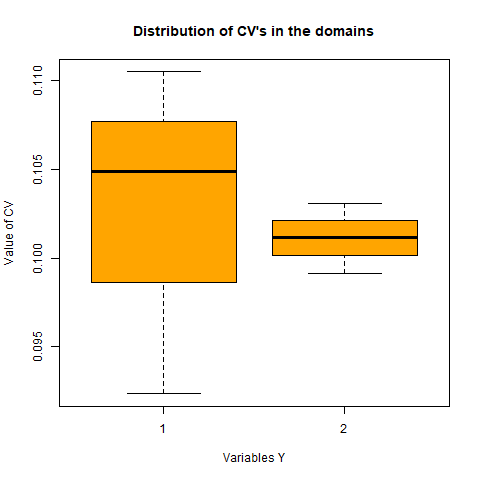 Distribution of CV's in the domains
Value of CV
0.110
0.105
0.100
0.095
1 2
Variables Y